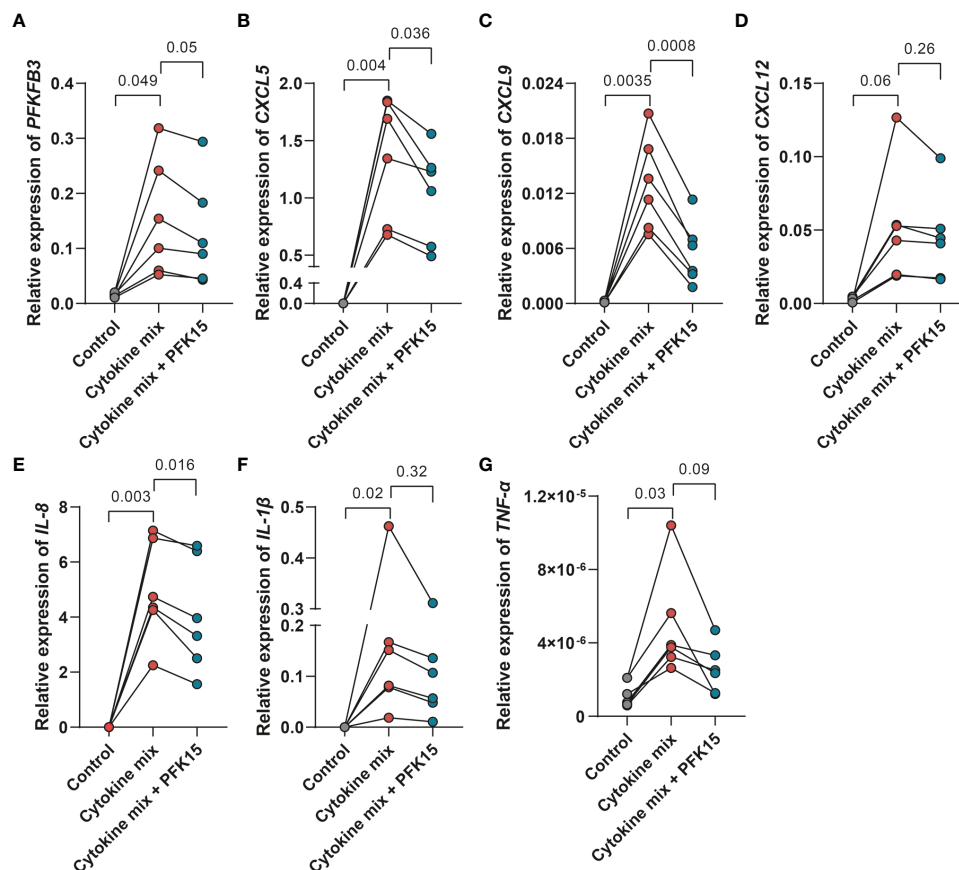 A
Relative expression of PFKFB3
0.049
0.05
0.4
0.3
0.2
0.1
0.0
Control
Cytokine mix
Cytokine mix + PFK15
B
Relative expression of CXCL5
0.004
0.036
2.0
1.5
1.0
0.5
0.4
0.0
Control
Cytokine mix
Cytokine mix + PFK15
C
Relative expression of CXCL9
0.0035
0.0008
0.024
0.018
0.012
0.006
0.000
Control
Cytokine mix
Cytokine mix + PFK15
D
Relative expression of CXCL12
0.06
0.26
0.15
0.10
0.05
0.00
Control
Cytokine mix
Cytokine mix + PFK15
E
Relative expression of IL-8
0.003
0.016
8
6
4
2
0
Control
Cytokine mix
Cytokine mix + PFK15
F
Relative expression of IL-1β
0.02
0.32
0.5
0.4
0.3
0.2
0.1
0.0
Control
Cytokine mix
Cytokine mix + PFK15
G
Relative expression of TNF-α
0.03
0.09
1.2×10⁻⁵
8×10⁻⁶
4×10⁻⁶
0
Control
Cytokine mix
Cytokine mix + PFK15